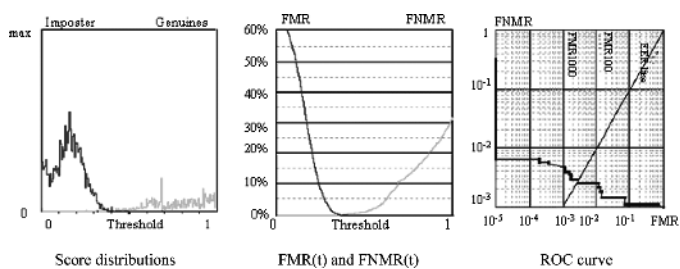 Imposter Genuines
max
0
0 1
Threshold
Score distributions
FMR FNMR
60%
50%
40%
30%
20%
10%
0%
0 Threshold 1
FMR(t) and FNMR(t)
FNMR
1
10-1
10-2
10-3
FMR1000
FMR100
10-5 10-4 10-3 10-2 10-1 FMR
ROC curve